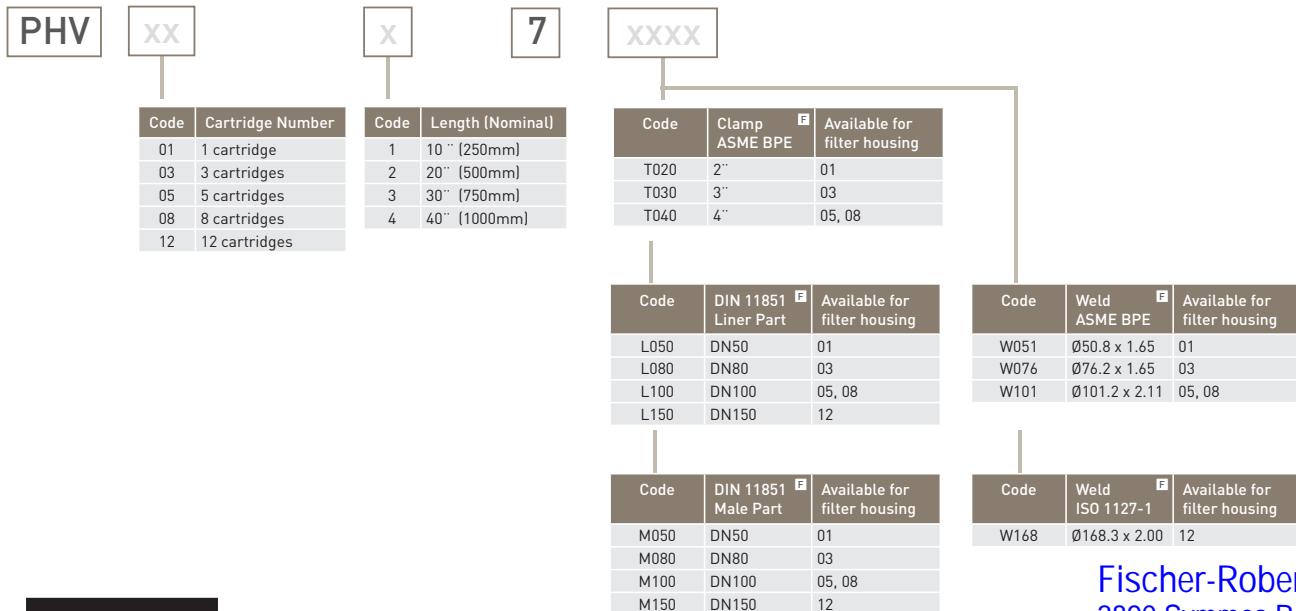 PHV xx x 7 xxxx
Code Cartridge Number
01 1 cartridge
03 3 cartridges
05 5 cartridges
08 8 cartridges
12 12 cartridges
Code Length (Nominal)
1 10 ¨ (250mm)
2 20¨ (500mm)
3 30¨ (750mm)
4 40¨ (1000mm)
Code Clamp F Available for
ASME BPE filter housing
T020 2¨ 01
T030 3¨ 03
T040 4¨ 05, 08
Code DIN 11851 F Available for
Liner Part filter housing
L050 DN50 01
L080 DN80 03
L100 DN100 05, 08
L150 DN150 12
Code Weld F Available for
ASME BPE filter housing
W051 Ø50.8 x 1.65 01
W076 Ø76.2 x 1.65 03
W101 Ø101.2 x 2.11 05, 08
Code DIN 11851 F Available for
Male Part filter housing
M050 DN50 01
M080 DN80 03
M100 DN100 05, 08
M150 DN150 12
Code Weld F Available for
ISO 1127-1 filter housing
W168 Ø168.3 x 2.00 12